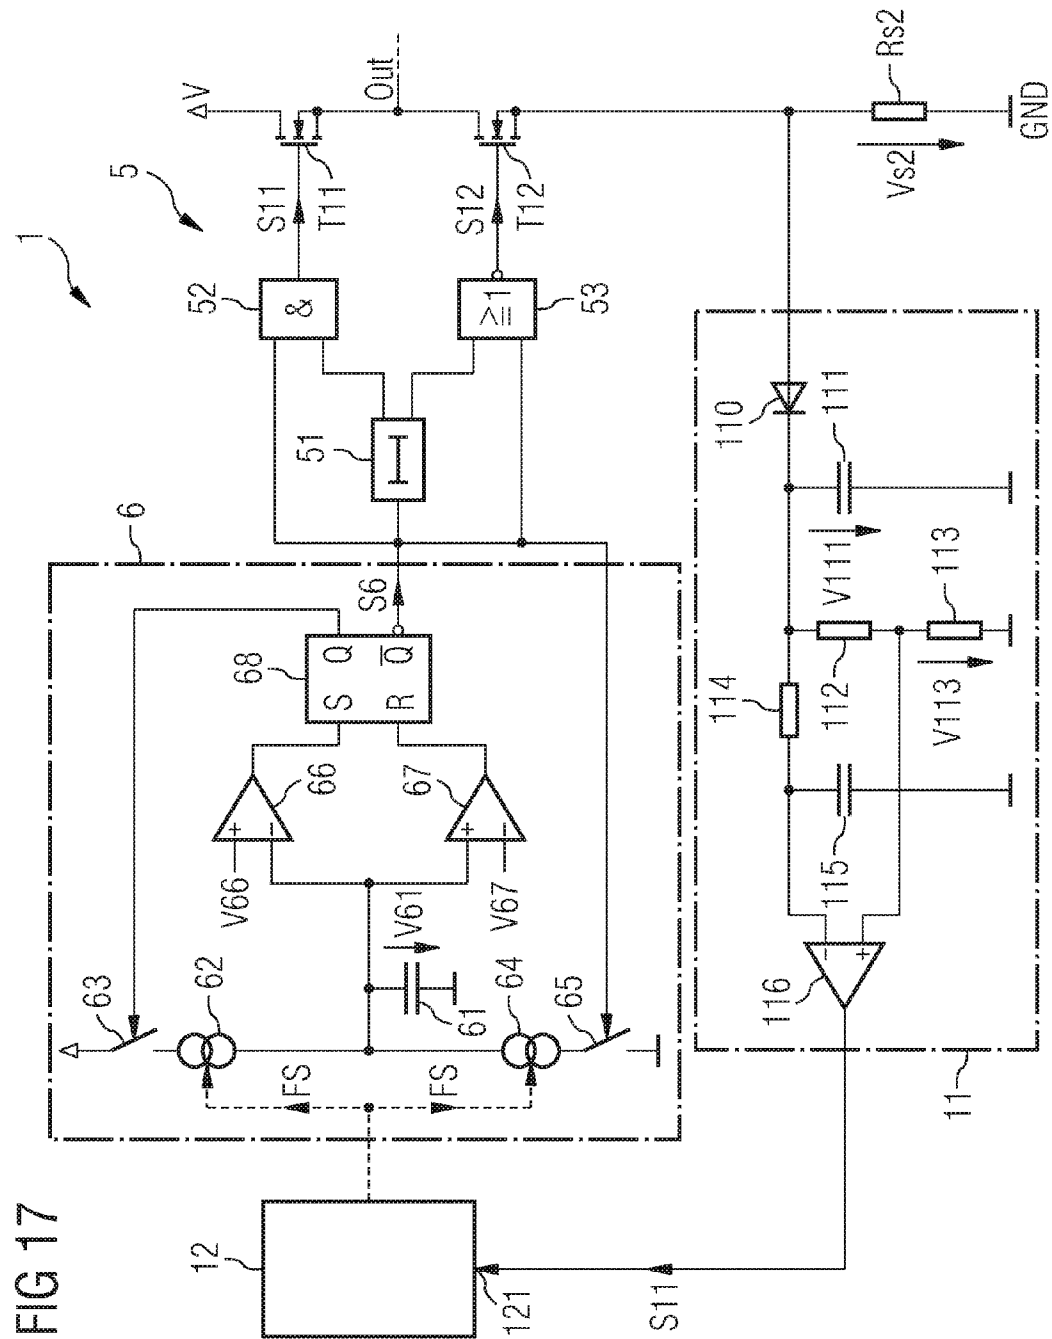 FIG 17
1
5
6
12
121
S11
FS
FS
63
62
64
65
61
V61
V66
V67
66
67
+
−
+
−
68
S
Q
R
Q
S6
51
52
&
53
≥1
S11
T11
S12
T12
V
Out
Rs2
Vs2
GND
11
110
111
V111
112
113
V113
114
115
116
−
+